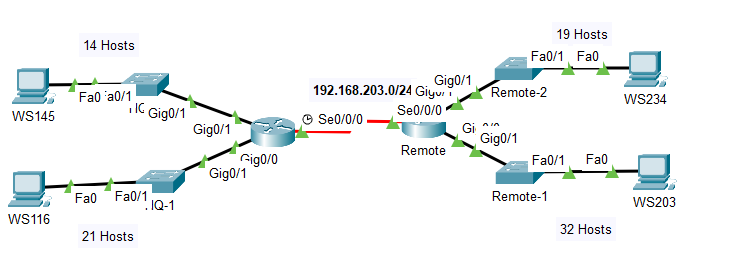 14 Hosts
19 Hosts
Fa0/1
Fa0
WS145
Fa0
Gig0/1
Gig0/1
192.168.203.0/24
Gig0/1
Remote-2
WS234
Se0/0/0
Se0/0/0
Remote
Gig0/1
Gig0/0
Gig0/1
Fa0/1
Fa0
WS116
Fa0
Fa0/1
Remote-1
WS203
21 Hosts
32 Hosts